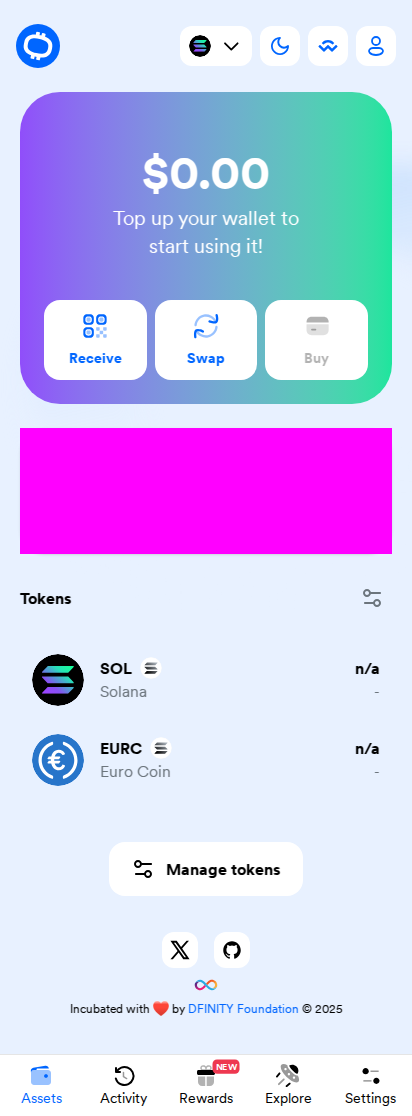 $0.00
Top up your wallet to
start using it!
Receive
Swap
Buy
Tokens
SOL
n/a
Solana
-
EURC
n/a
Euro Coin
-
Manage tokens
Incubated with ❤️ by DFINITY Foundation © 2025
NEW
Assets
Activity
Rewards
Explore
Settings